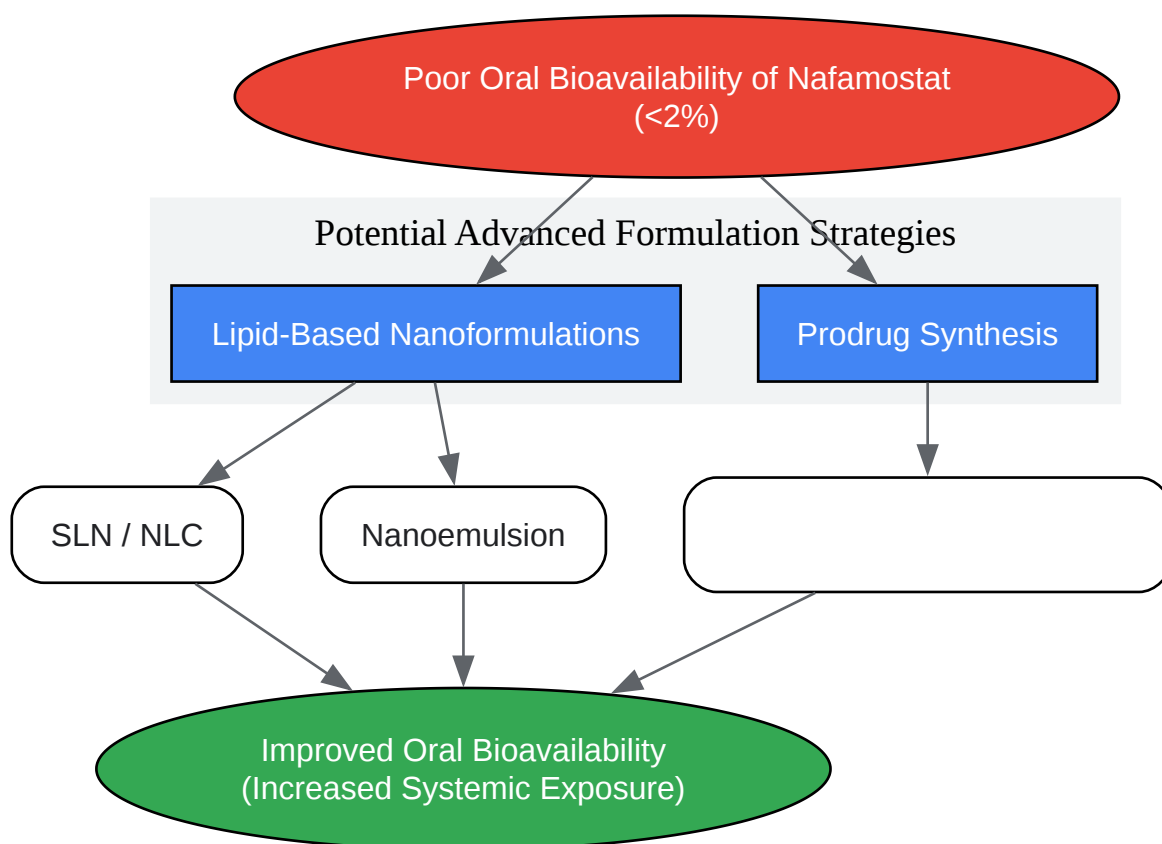 Poor Oral Bioavailability of Nafamostat
(<2%)
Potential Advanced Formulation Strategies
Lipid-Based Nanoformulations
Prodrug Synthesis
SLN / NLC
Nanoemulsion
Improved Oral Bioavailability
(Increased Systemic Exposure)